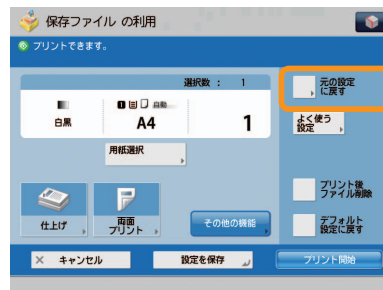 保存ファイル の利用
プリントできます。
選択数 : 1
元の設定
に戻す
1 自動
白黒 A4 1
よく使う
設定
用紙選択
プリント後
ファイル削除
仕上げ
両面
プリント
その他の機能
デフォルト
設定に戻す
× キャンセル 設定を保存 プリント開始